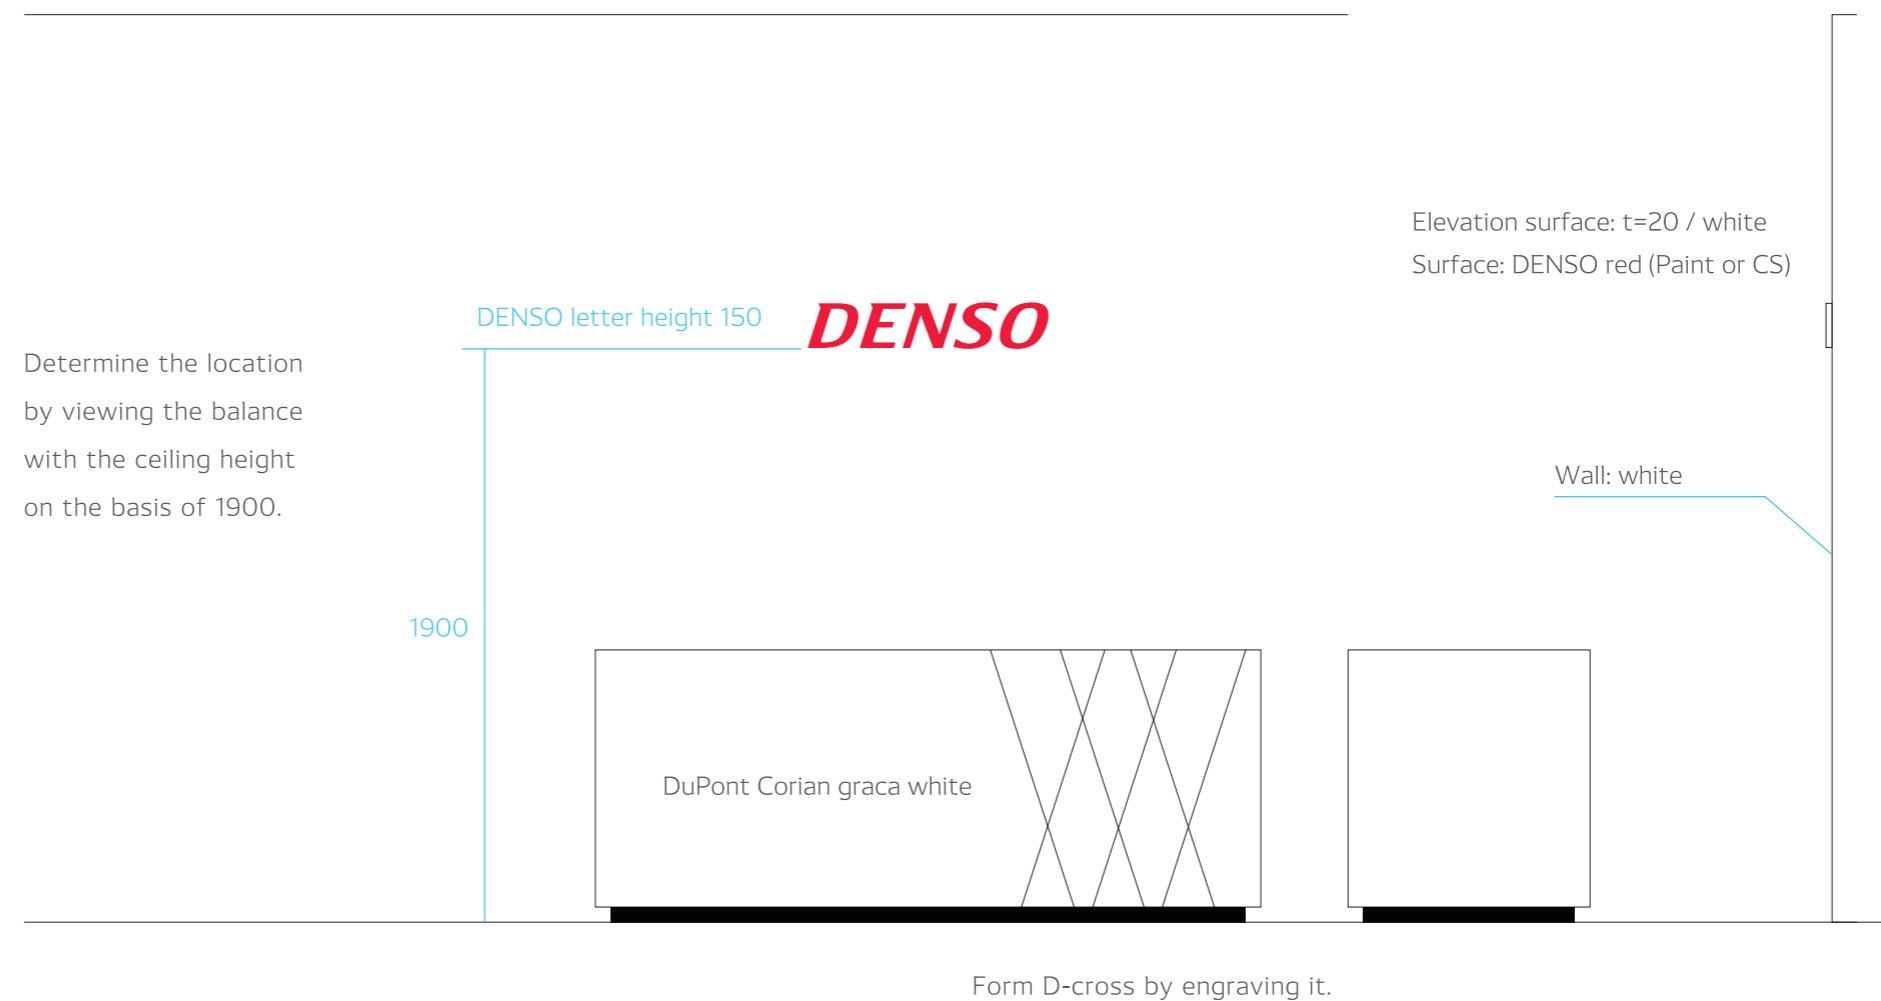 Elevation surface: t=20 / white
Surface: DENSO red (Paint or CS)
DENSO letter height 150
DENSO
Determine the location
by viewing the balance
with the ceiling height
on the basis of 1900.
Wall: white
1900
DuPont Corian graca white
Form D-cross by engraving it.